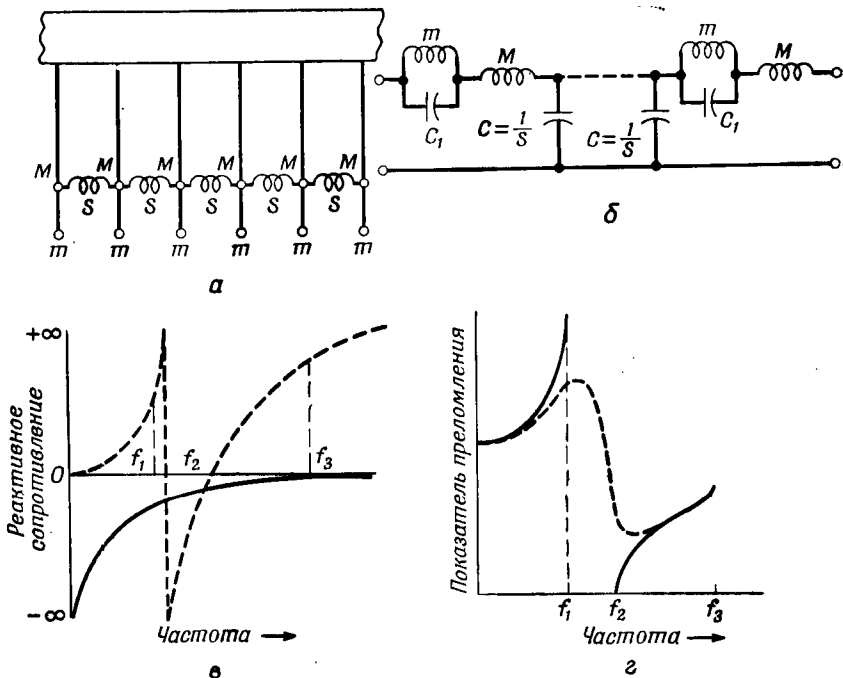 M M M M M M
S S S S S
m m m m m m
а
m M m M
C₁ C = 1/S C = 1/S C₁
б
+∞
0
−∞
Реактивное
сопротивление
f₁ f₂ f₃
Частота →
в
Показатель преломления
f₁ f₂ f₃
Частота →
г